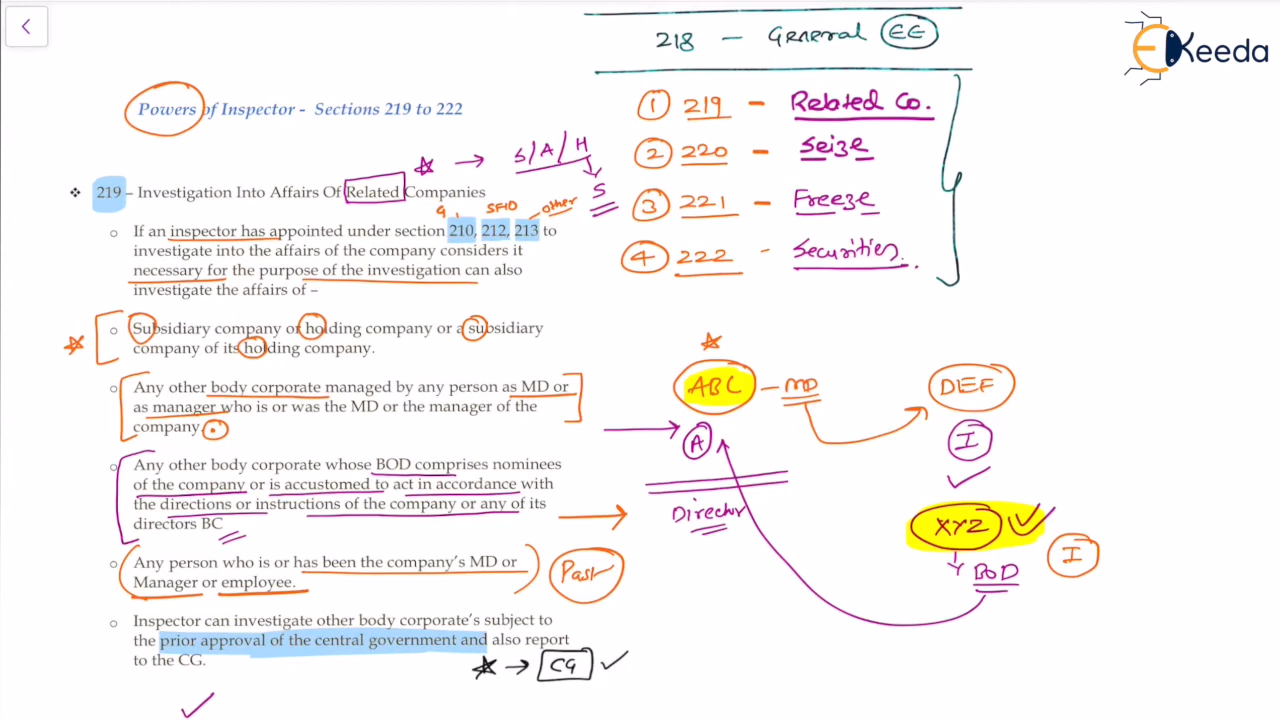 218 - General EE
EKeeda
Powers of Inspector - Sections 219 to 222
1 219 - Related Co.
2 220 - Seize
3 221 - Freeze
4 222 - Securities.
S/A/H
S
❖ 219 – Investigation Into Affairs Of Related Companies
G SFIO other
o If an inspector has appointed under section 210, 212, 213 to
investigate into the affairs of the company considers it
necessary for the purpose of the investigation can also
investigate the affairs of –
o Subsidiary company or holding company or a subsidiary
company of its holding company.
o Any other body corporate managed by any person as MD or
as manager who is or was the MD or the manager of the
company.
o Any other body corporate whose BOD comprises nominees
of the company or is accustomed to act in accordance with
the directions or instructions of the company or any of its
directors BC
o Any person who is or has been the company's MD or
Manager or employee.
Past
o Inspector can investigate other body corporate's subject to
the prior approval of the central government and also report
to the CG.
CG
ABC - MD
DEF
A
I
Director
XYZ
I
BOD